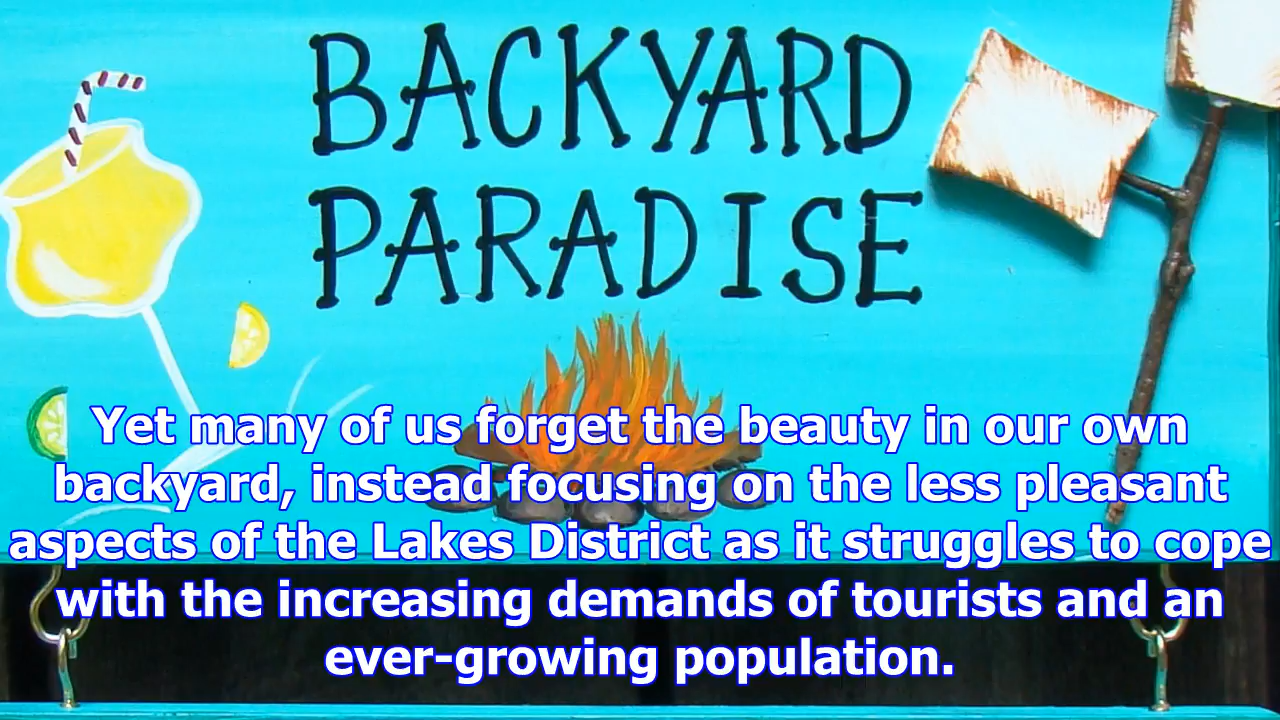 BACKYARD
PARADISE
Yet many of us forget the beauty in our own
backyard, instead focusing on the less pleasant
aspects of the Lakes District as it struggles to cope
with the increasing demands of tourists and an
ever-growing population.